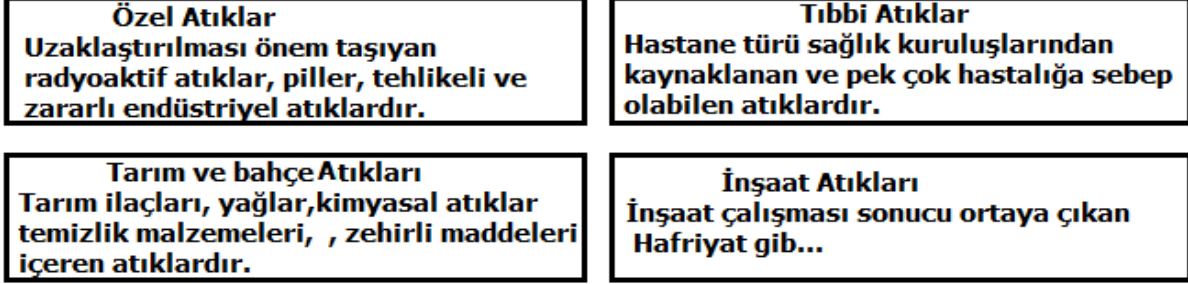 Özel Atıklar
Uzaklaştırılması önem taşıyan
radyoaktif atıklar, piller, tehlikeli ve
zararlı endüstriyel atıklardır.
Tıbbi Atıklar
Hastane türü sağlık kuruluşlarından
kaynaklanan ve pek çok hastalığa sebep
olabilen atıklardır.
Tarım ve bahçe Atıkları
Tarım ilaçları, yağlar,kimyasal atıklar
temizlik malzemeleri, , zehirli maddeleri
içeren atıklardır.
İnşaat Atıkları
İnşaat çalışması sonucu ortaya çıkan
Hafriyat gib...